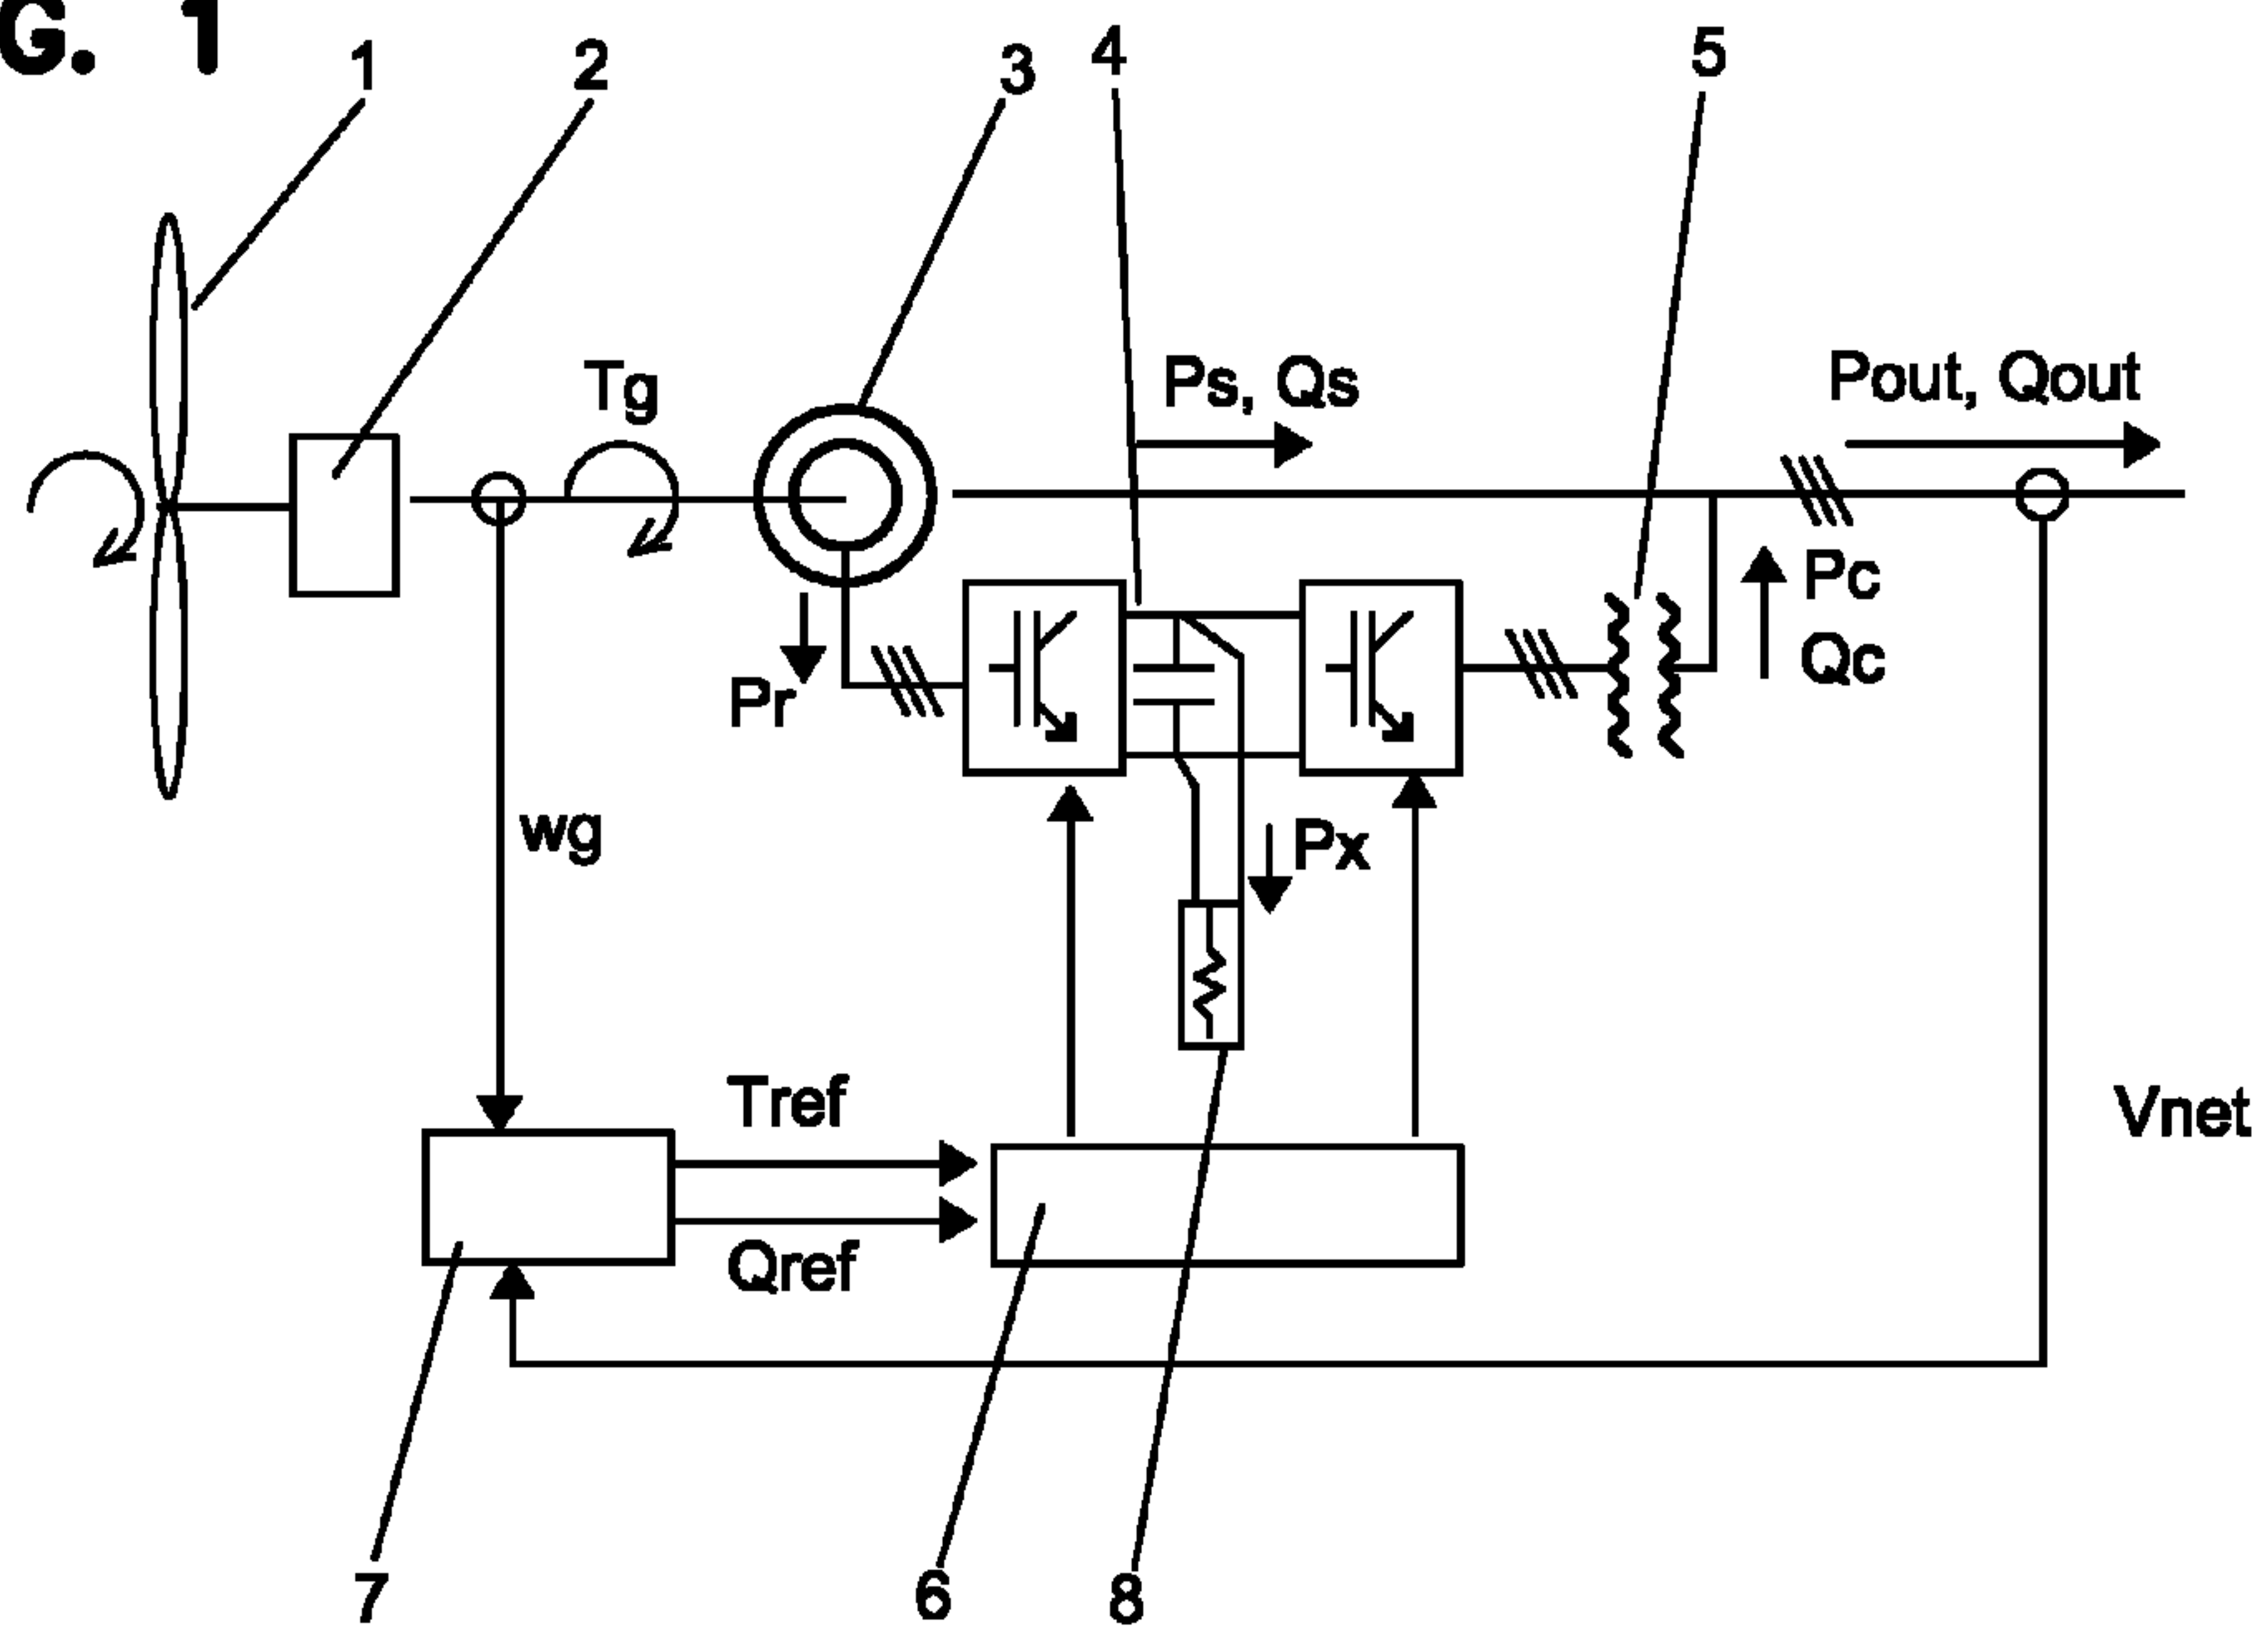 G. 1
1
2
3
4
5
Tg
Ps, Qs
Pout, Qout
Pc
Qc
Pr
wg
Px
Tref
Qref
Vnet
7
6
8